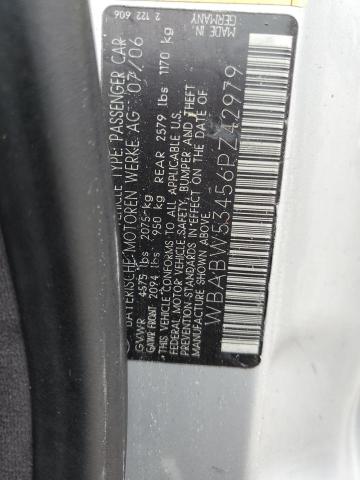 BAYERISCHE MOTOREN WERKE AG 07/06
VEHICLE TYPE: PASSENGER CAR
GVWR 4575 lbs 2075 kg
GAWR FRONT 2094 lbs 950 kg REAR 2579 lbs 1170 kg
*THIS VEHICLE CONFORMS TO ALL APPLICABLE U.S.
FEDERAL MOTOR VEHICLE SAFETY, BUMPER AND THEFT
PREVENTION STANDARDS IN EFFECT ON THE DATE OF
MANUFACTURE SHOWN ABOVE.
WBABW53456PZ42979
2 122 606
GERMANY